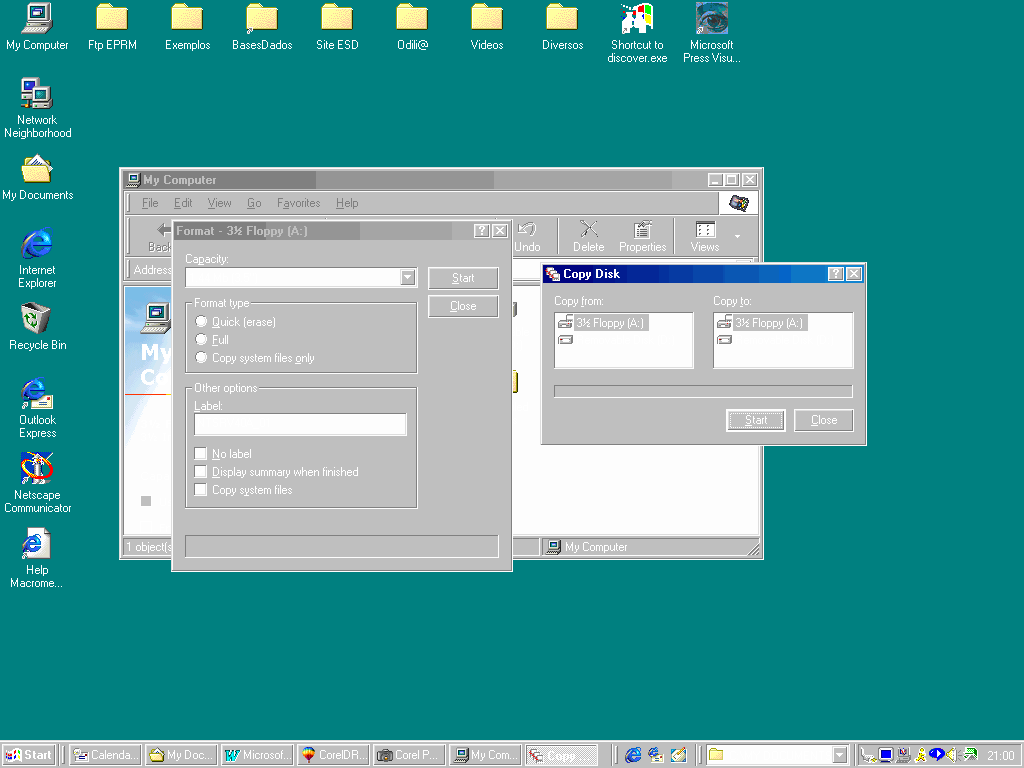 My Computer
Ftp EPRM
Exemplos
BasesDados
Site ESD
Odili@
Videos
Diversos
Shortcut to
discover.exe
Microsoft
Press Visu...
Network
Neighborhood
My Documents
Internet
Explorer
Recycle Bin
Outlook
Express
Netscape
Communicator
Help
Macrome...
My Computer
File Edit View Go Favorites Help
Back
Undo
Delete
Properties
Views
Address
My
Co
1 object(s
My Computer
Format - 3½ Floppy (A:)
Capacity:
Start
Close
Format type
Quick (erase)
Full
Copy system files only
Other options
Label:
No label
Display summary when finished
Copy system files
Copy Disk
Copy from:
Copy to:
3½ Floppy (A:)
3½ Floppy (A:)
Start
Close
Start
Calenda...
My Doc...
Microsof...
CorelDR...
Corel P...
My Com...
Copy ...
21:00